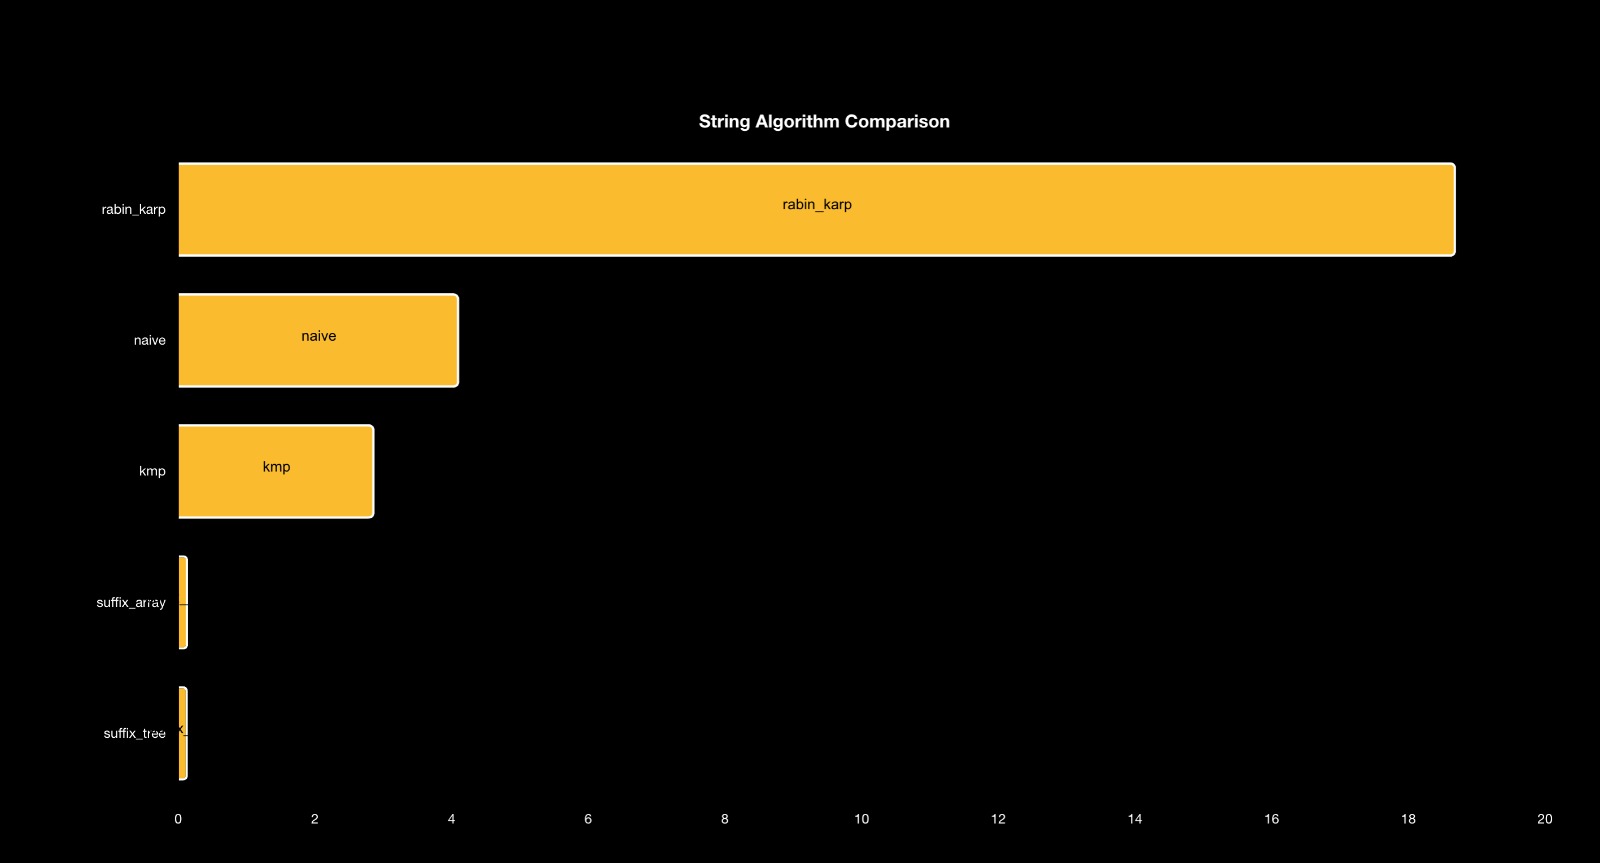 String Algorithm Comparison
rabin_karp
rabin_karp
naive
naive
kmp
kmp
suffix_array
suffix_tree
0 2 4 6 8 10 12 14 16 18 20